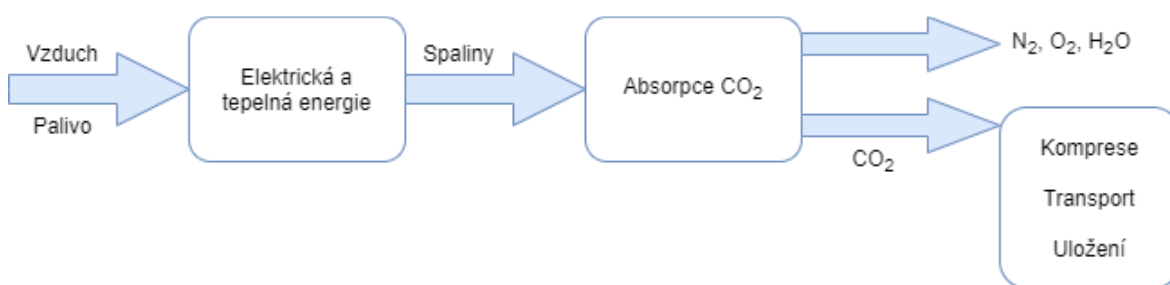 Vzduch
Palivo
Elektrická a
tepelná energie
Spaliny
Absorpce CO₂
N₂, O₂, H₂O
CO₂
Komprese
Transport
Uložení